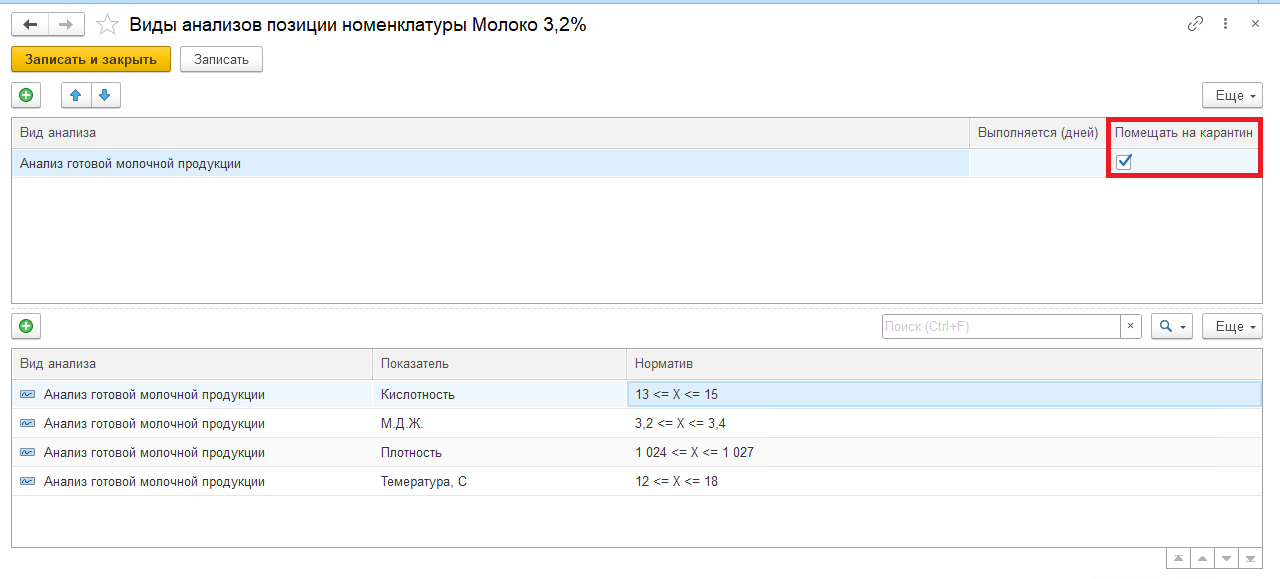 Виды анализов позиции номенклатуры Молоко 3,2%
Записать и закрыть Записать
Еще
Вид анализа Выполняется (дней) Помещать на карантин
Анализ готовой молочной продукции
Поиск (Ctrl+F) × Еще
Вид анализа Показатель Норматив
Анализ готовой молочной продукции Кислотность 13 <= X <= 15
Анализ готовой молочной продукции М.Д.Ж. 3,2 <= X <= 3,4
Анализ готовой молочной продукции Плотность 1 024 <= X <= 1 027
Анализ готовой молочной продукции Темература, С 12 <= X <= 18